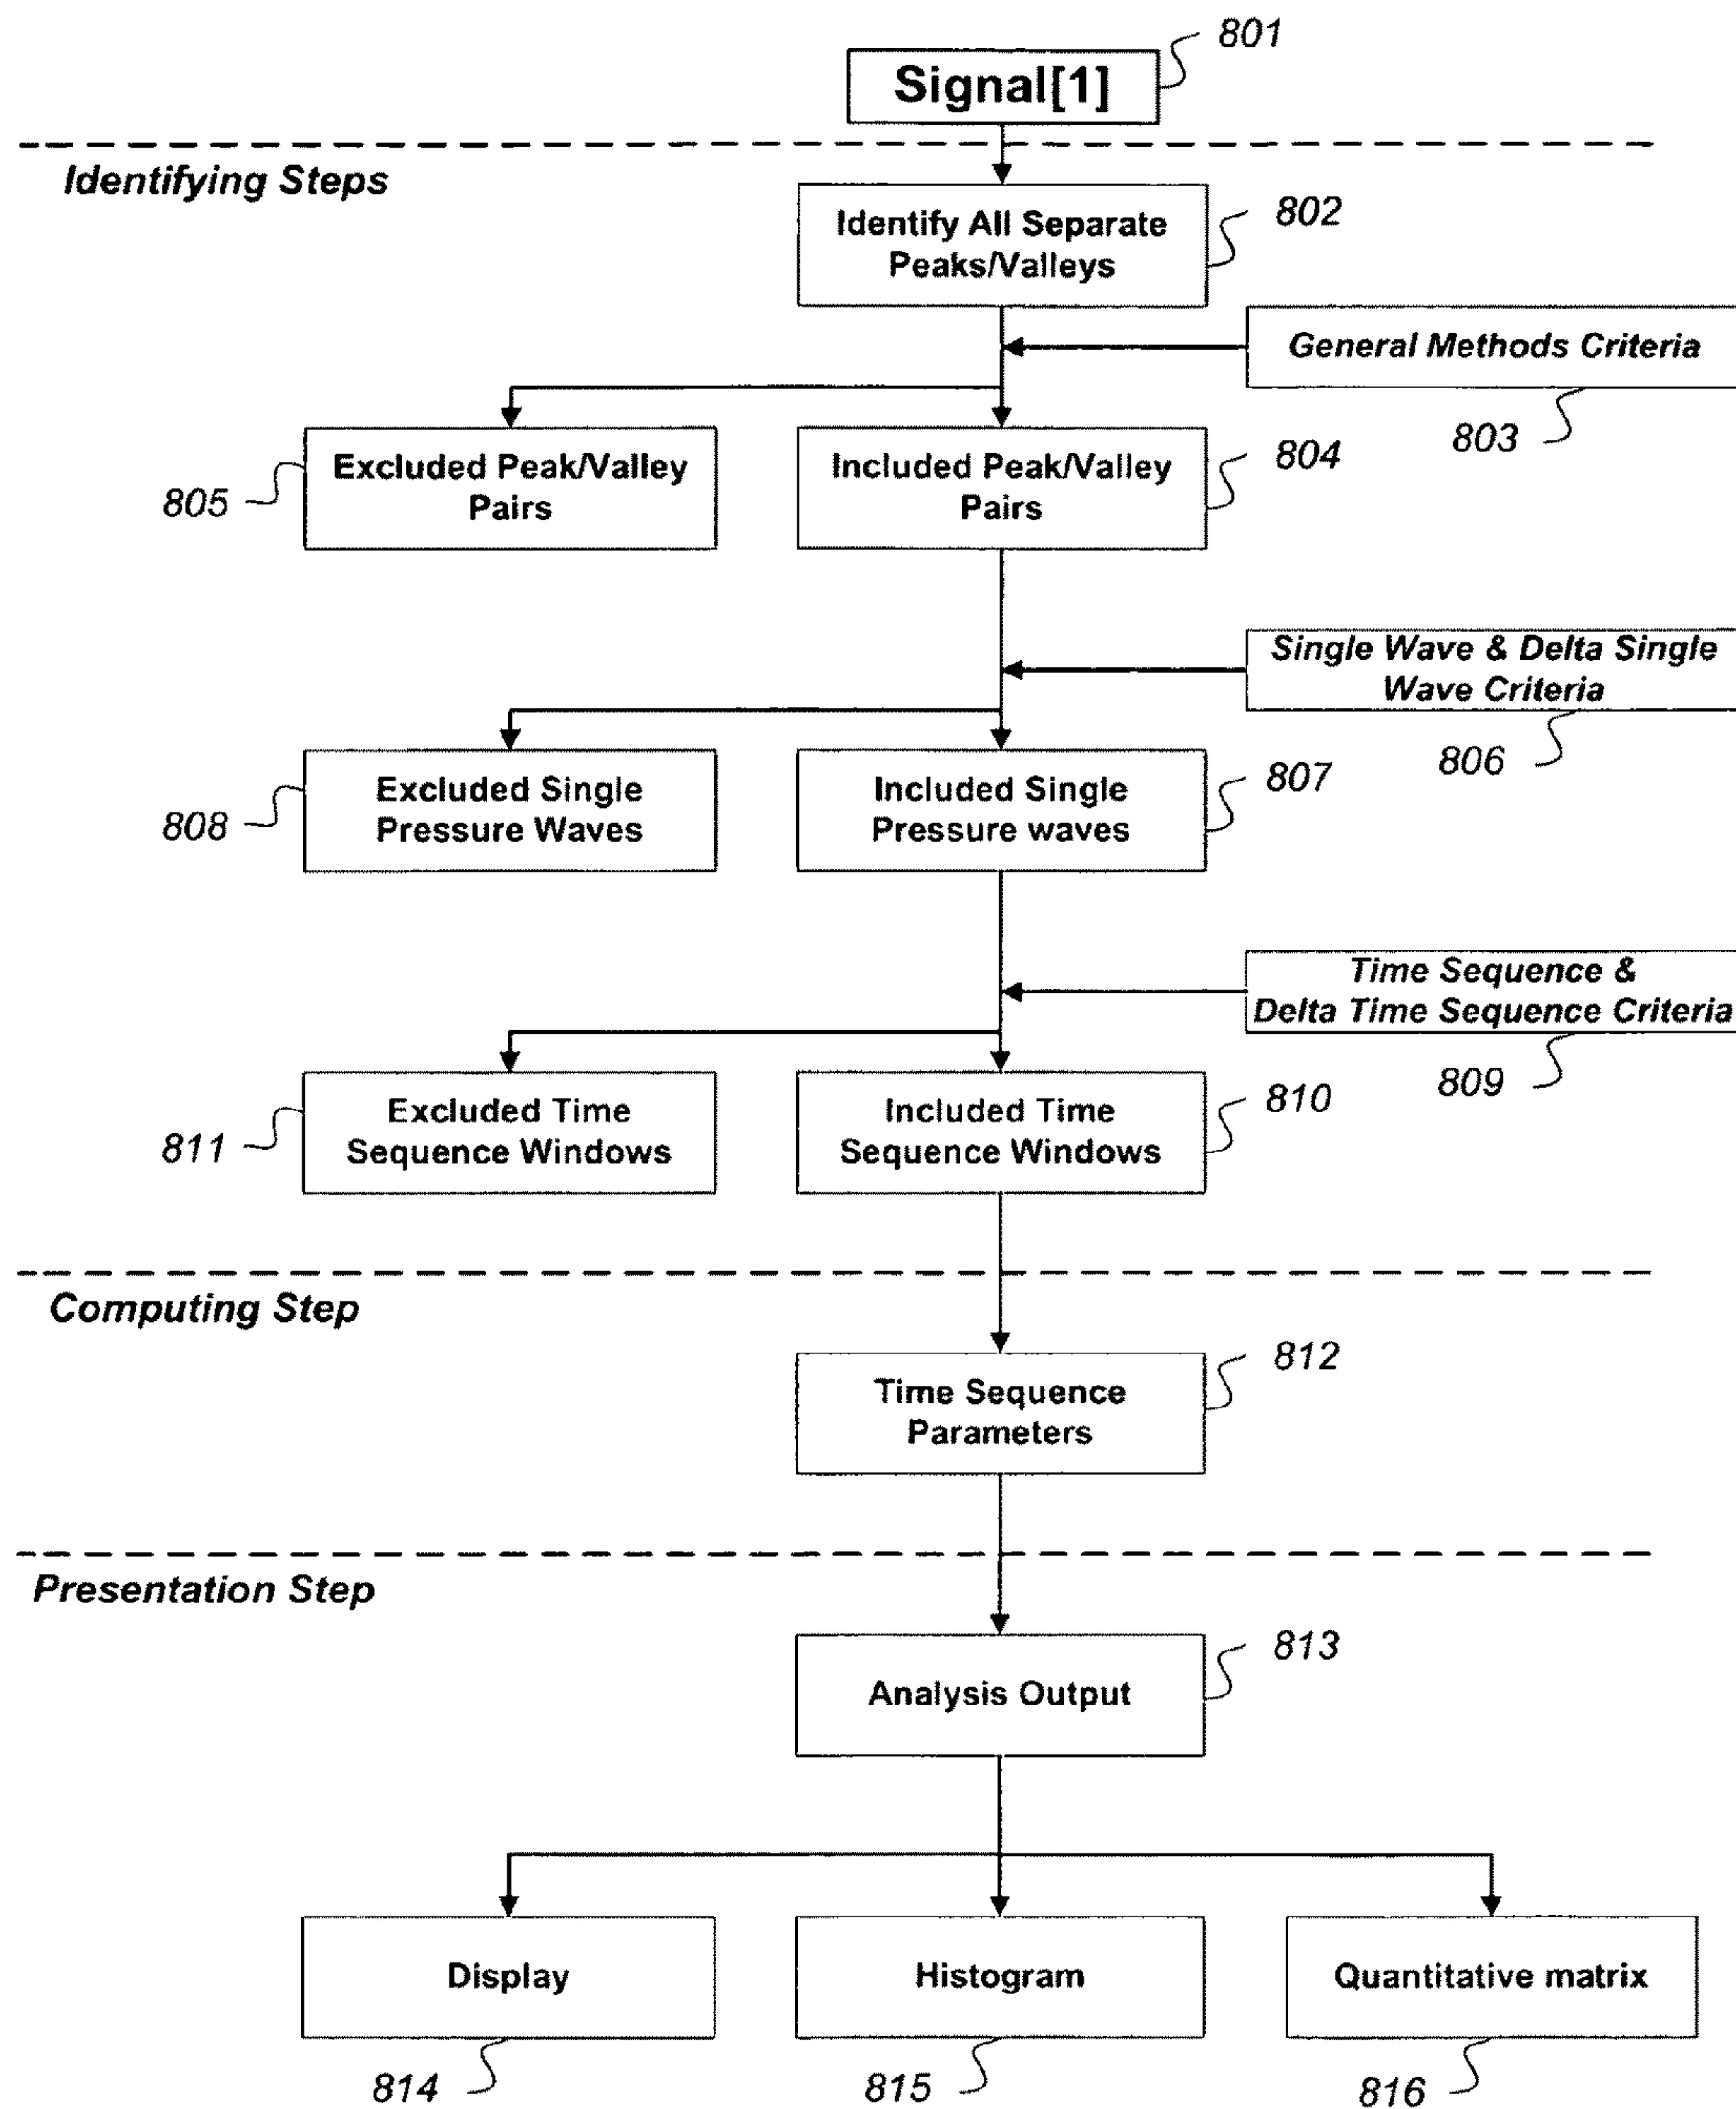 801
Signal[1]
Identifying Steps
802
Identify All Separate
Peaks/Valleys
General Methods Criteria
803
805
Excluded Peak/Valley
Pairs
Included Peak/Valley
Pairs
804
Single Wave & Delta Single
Wave Criteria
806
808
Excluded Single
Pressure Waves
Included Single
Pressure waves
807
Time Sequence &
Delta Time Sequence Criteria
809
811
Excluded Time
Sequence Windows
Included Time
Sequence Windows
810
Computing Step
812
Time Sequence
Parameters
Presentation Step
813
Analysis Output
Display
Histogram
Quantitative matrix
814
815
816